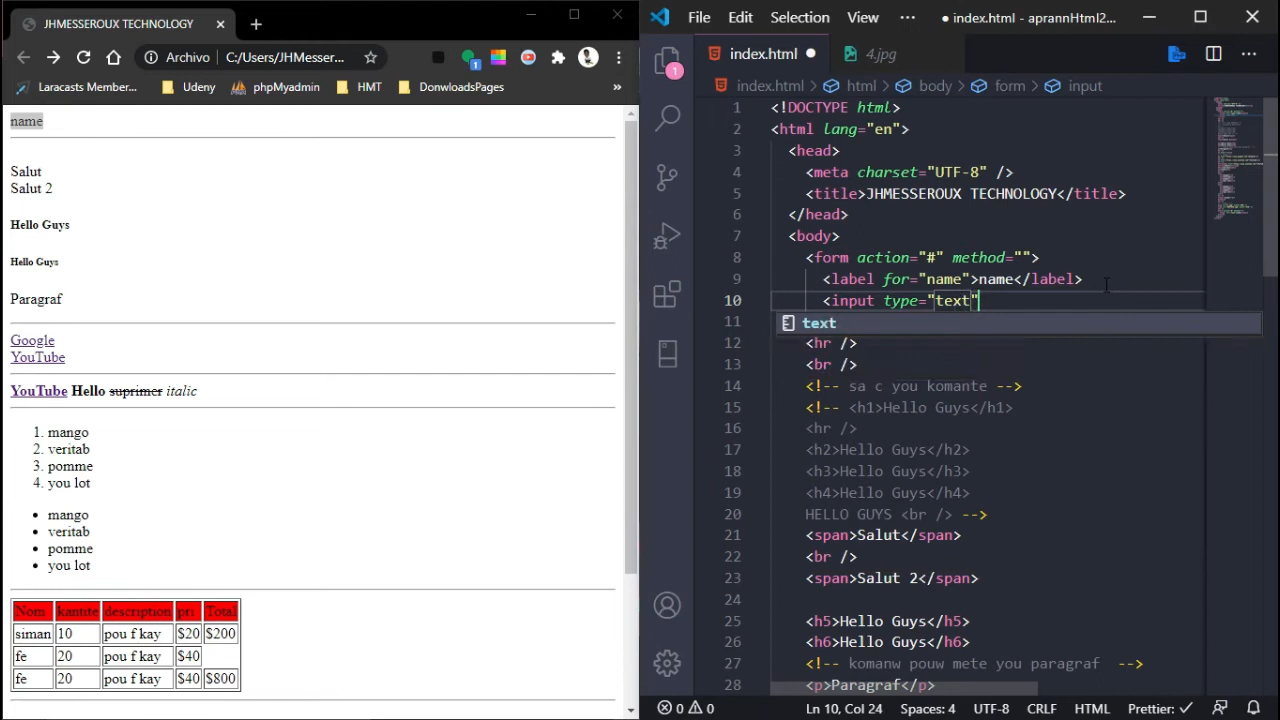 JHMESSEROUX TECHNOLOGY
Archivo C:/Users/JHMesser...
Laracasts Member... Udeny phpMyadmin HMT DonwloadsPages »
name
Salut
Salut 2
Hello Guys
Hello Guys
Paragraf
Google
YouTube
YouTube Hello suprimer italic
1. mango
2. veritab
3. pomme
4. you lot
• mango
• veritab
• pomme
• you lot
Nom kantite description pri Total
siman 10 pou f kay $20 $200
fe 20 pou f kay $40
fe 20 pou f kay $40 $800
File Edit Selection View ··· ● index.html - aprannHtml2...
index.html ● 4.jpg
index.html > html > body > form > input
1 <!DOCTYPE html>
2 <html lang="en">
3 <head>
4 <meta charset="UTF-8" />
5 <title>JHMESSEROUX TECHNOLOGY</title>
6 </head>
7 <body>
8 <form action="#" method="">
9 <label for="name">name</label>
10 <input type="text"
11
text
12 <hr />
13 <br />
14 <!-- sa c you komante -->
15 <!-- <h1>Hello Guys</h1>
16 <hr />
17 <h2>Hello Guys</h2>
18 <h3>Hello Guys</h3>
19 <h4>Hello Guys</h4>
20 HELLO GUYS <br /> -->
21 <span>Salut</span>
22 <br />
23 <span>Salut 2</span>
24
25 <h5>Hello Guys</h5>
26 <h6>Hello Guys</h6>
27 <!-- komanw pouw mete you paragraf -->
28 <p>Paragraf</p>
0 0 Ln 10, Col 24 Spaces: 4 UTF-8 CRLF HTML Prettier: ✓